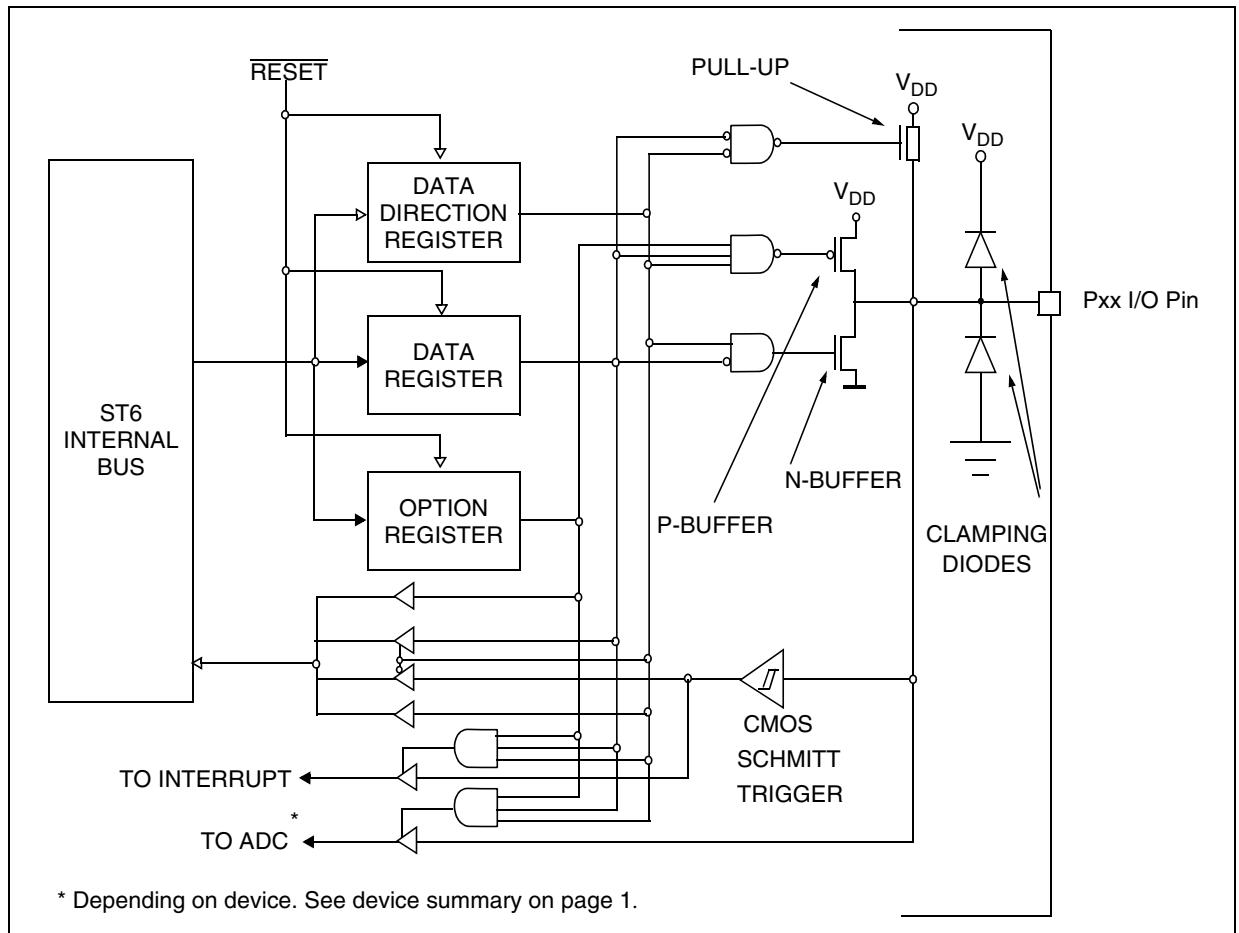 RESET
PULL-UP
VDD
VDD
DATA
DIRECTION
REGISTER
VDD
Pxx I/O Pin
DATA
REGISTER
ST6
INTERNAL
BUS
N-BUFFER
OPTION
REGISTER
P-BUFFER
CLAMPING
DIODES
CMOS
SCHMITT
TRIGGER
TO INTERRUPT
TO ADC *
* Depending on device. See device summary on page 1.